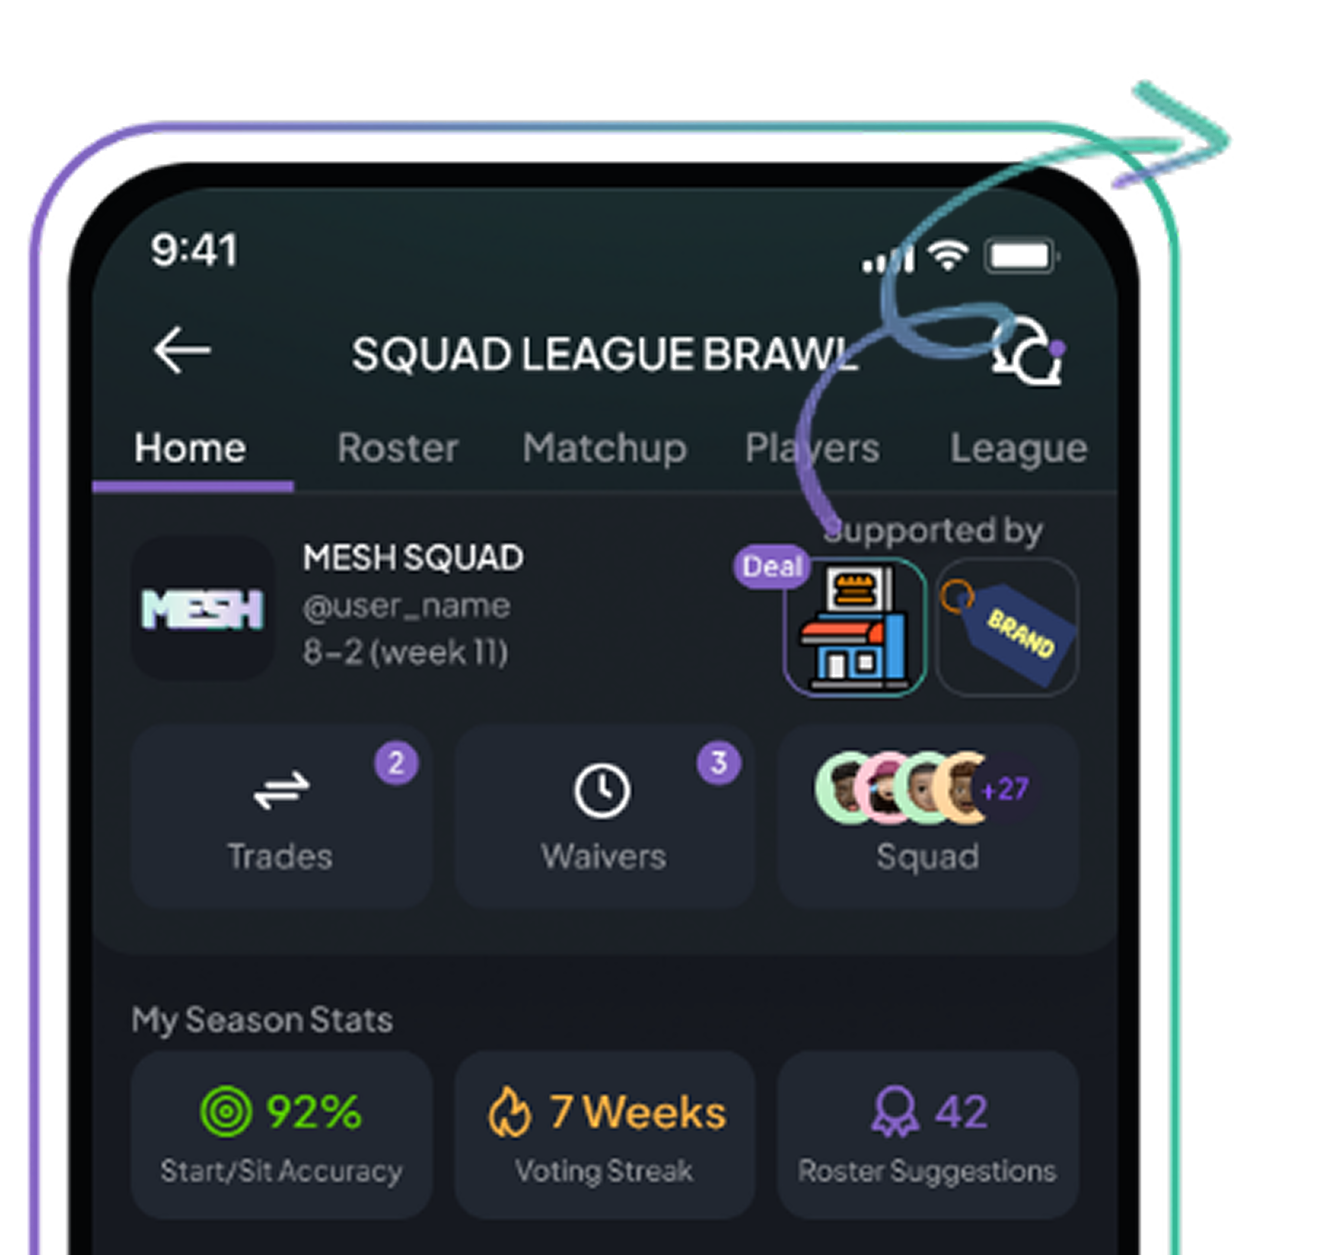 9:41
SQUAD LEAGUE BRAWL
Home Roster Matchup Players League
Supported by
MESH
MESH SQUAD
@user_name
8–2 (week 11)
Deal
BRAND
2
3
+27
Trades
Waivers
Squad
My Season Stats
92%
Start/Sit Accuracy
7 Weeks
Voting Streak
42
Roster Suggestions